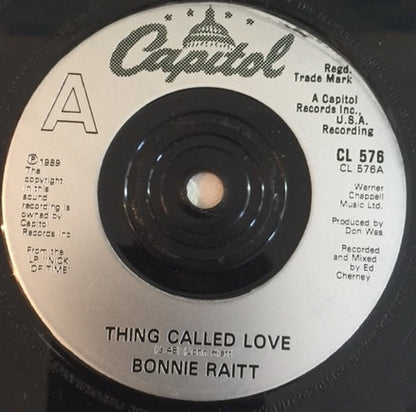 Capitol
Regd.
Trade Mark
A
A Capitol
Records Inc.,
U.S.A.
Recording
CL 576
CL 576A
℗ 1989
The
copyright
in this
sound
recording is
owned by
Capitol
Records Inc.
From the
LP "NICK
OF TIME"
Warner
Chappell
Music Ltd.
Produced by
Don Was
Recorded
and Mixed
by Ed
Cherney
THING CALLED LOVE
(John Hiatt)
BONNIE RAITT